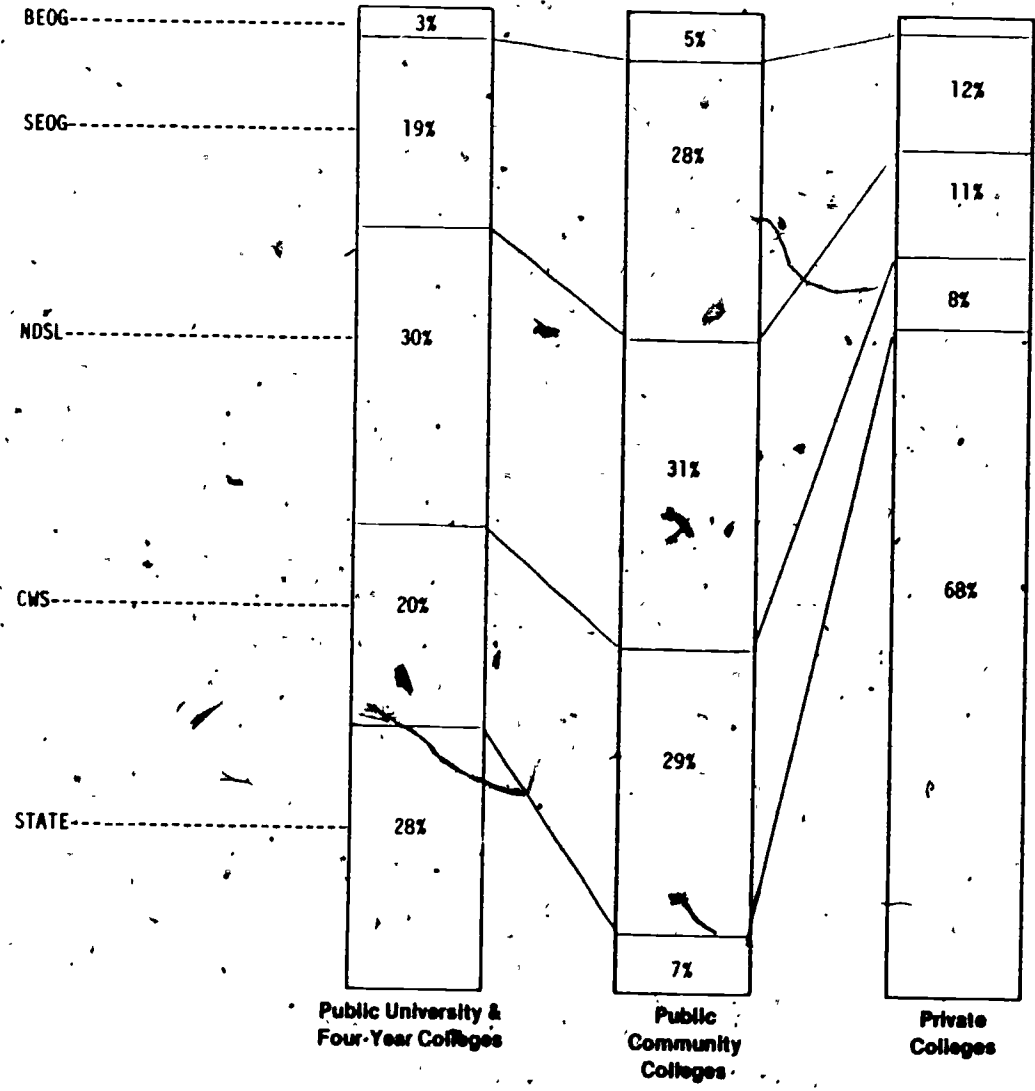 BEOG
3%
5%
SEOG
19%
28%
12%
11%
NDSL
30%
31%
8%
CWS
20%
29%
68%
STATE
28%
7%
Public University &
Four-Year Colleges
Public
Community
Colleges
Private
Colleges